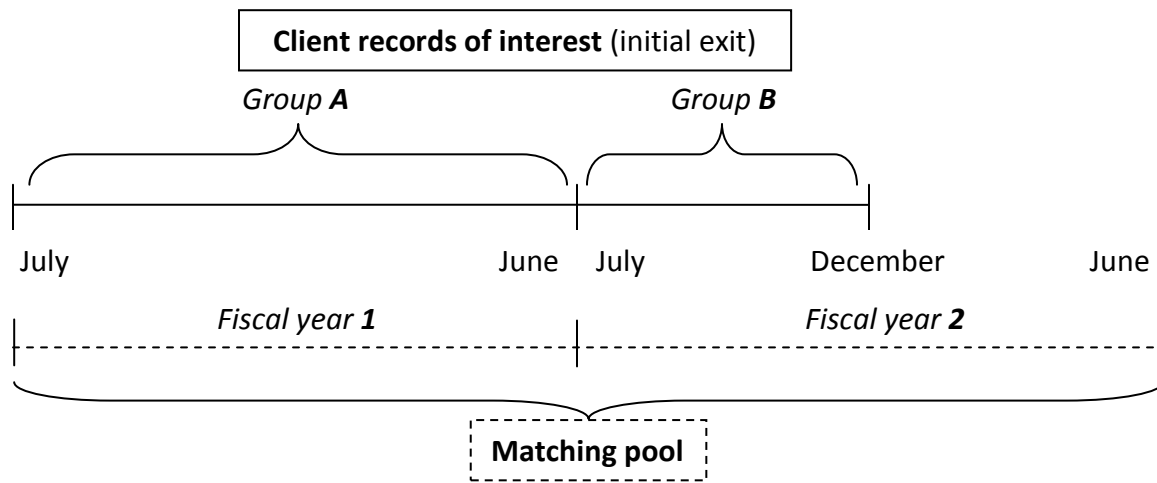 Client records of interest (initial exit)
Group A Group B
July June July December June
Fiscal year 1 Fiscal year 2
Matching pool